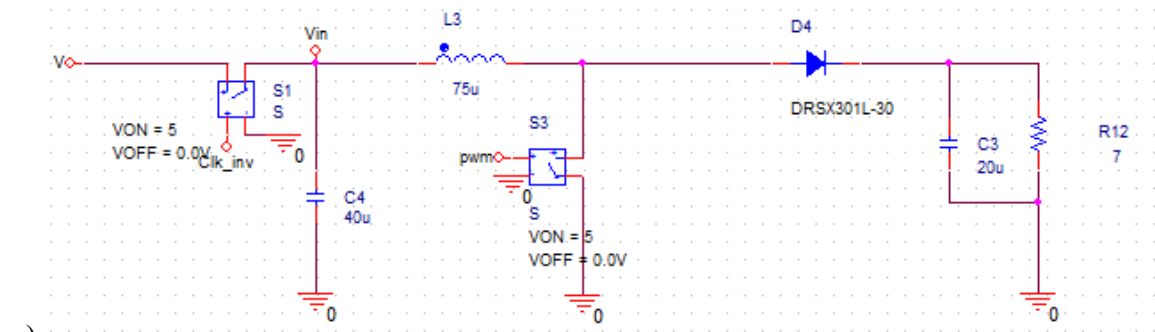 L3
Vin
D4
V
75u
S1
S
DRSX301L-30
VON = 5
VOFF = 0.0V
Clk_inv
0
S3
pwm
0
S
VON = 5
VOFF = 0.0V
C4
40u
C3
20u
R12
7
0
0
0
)